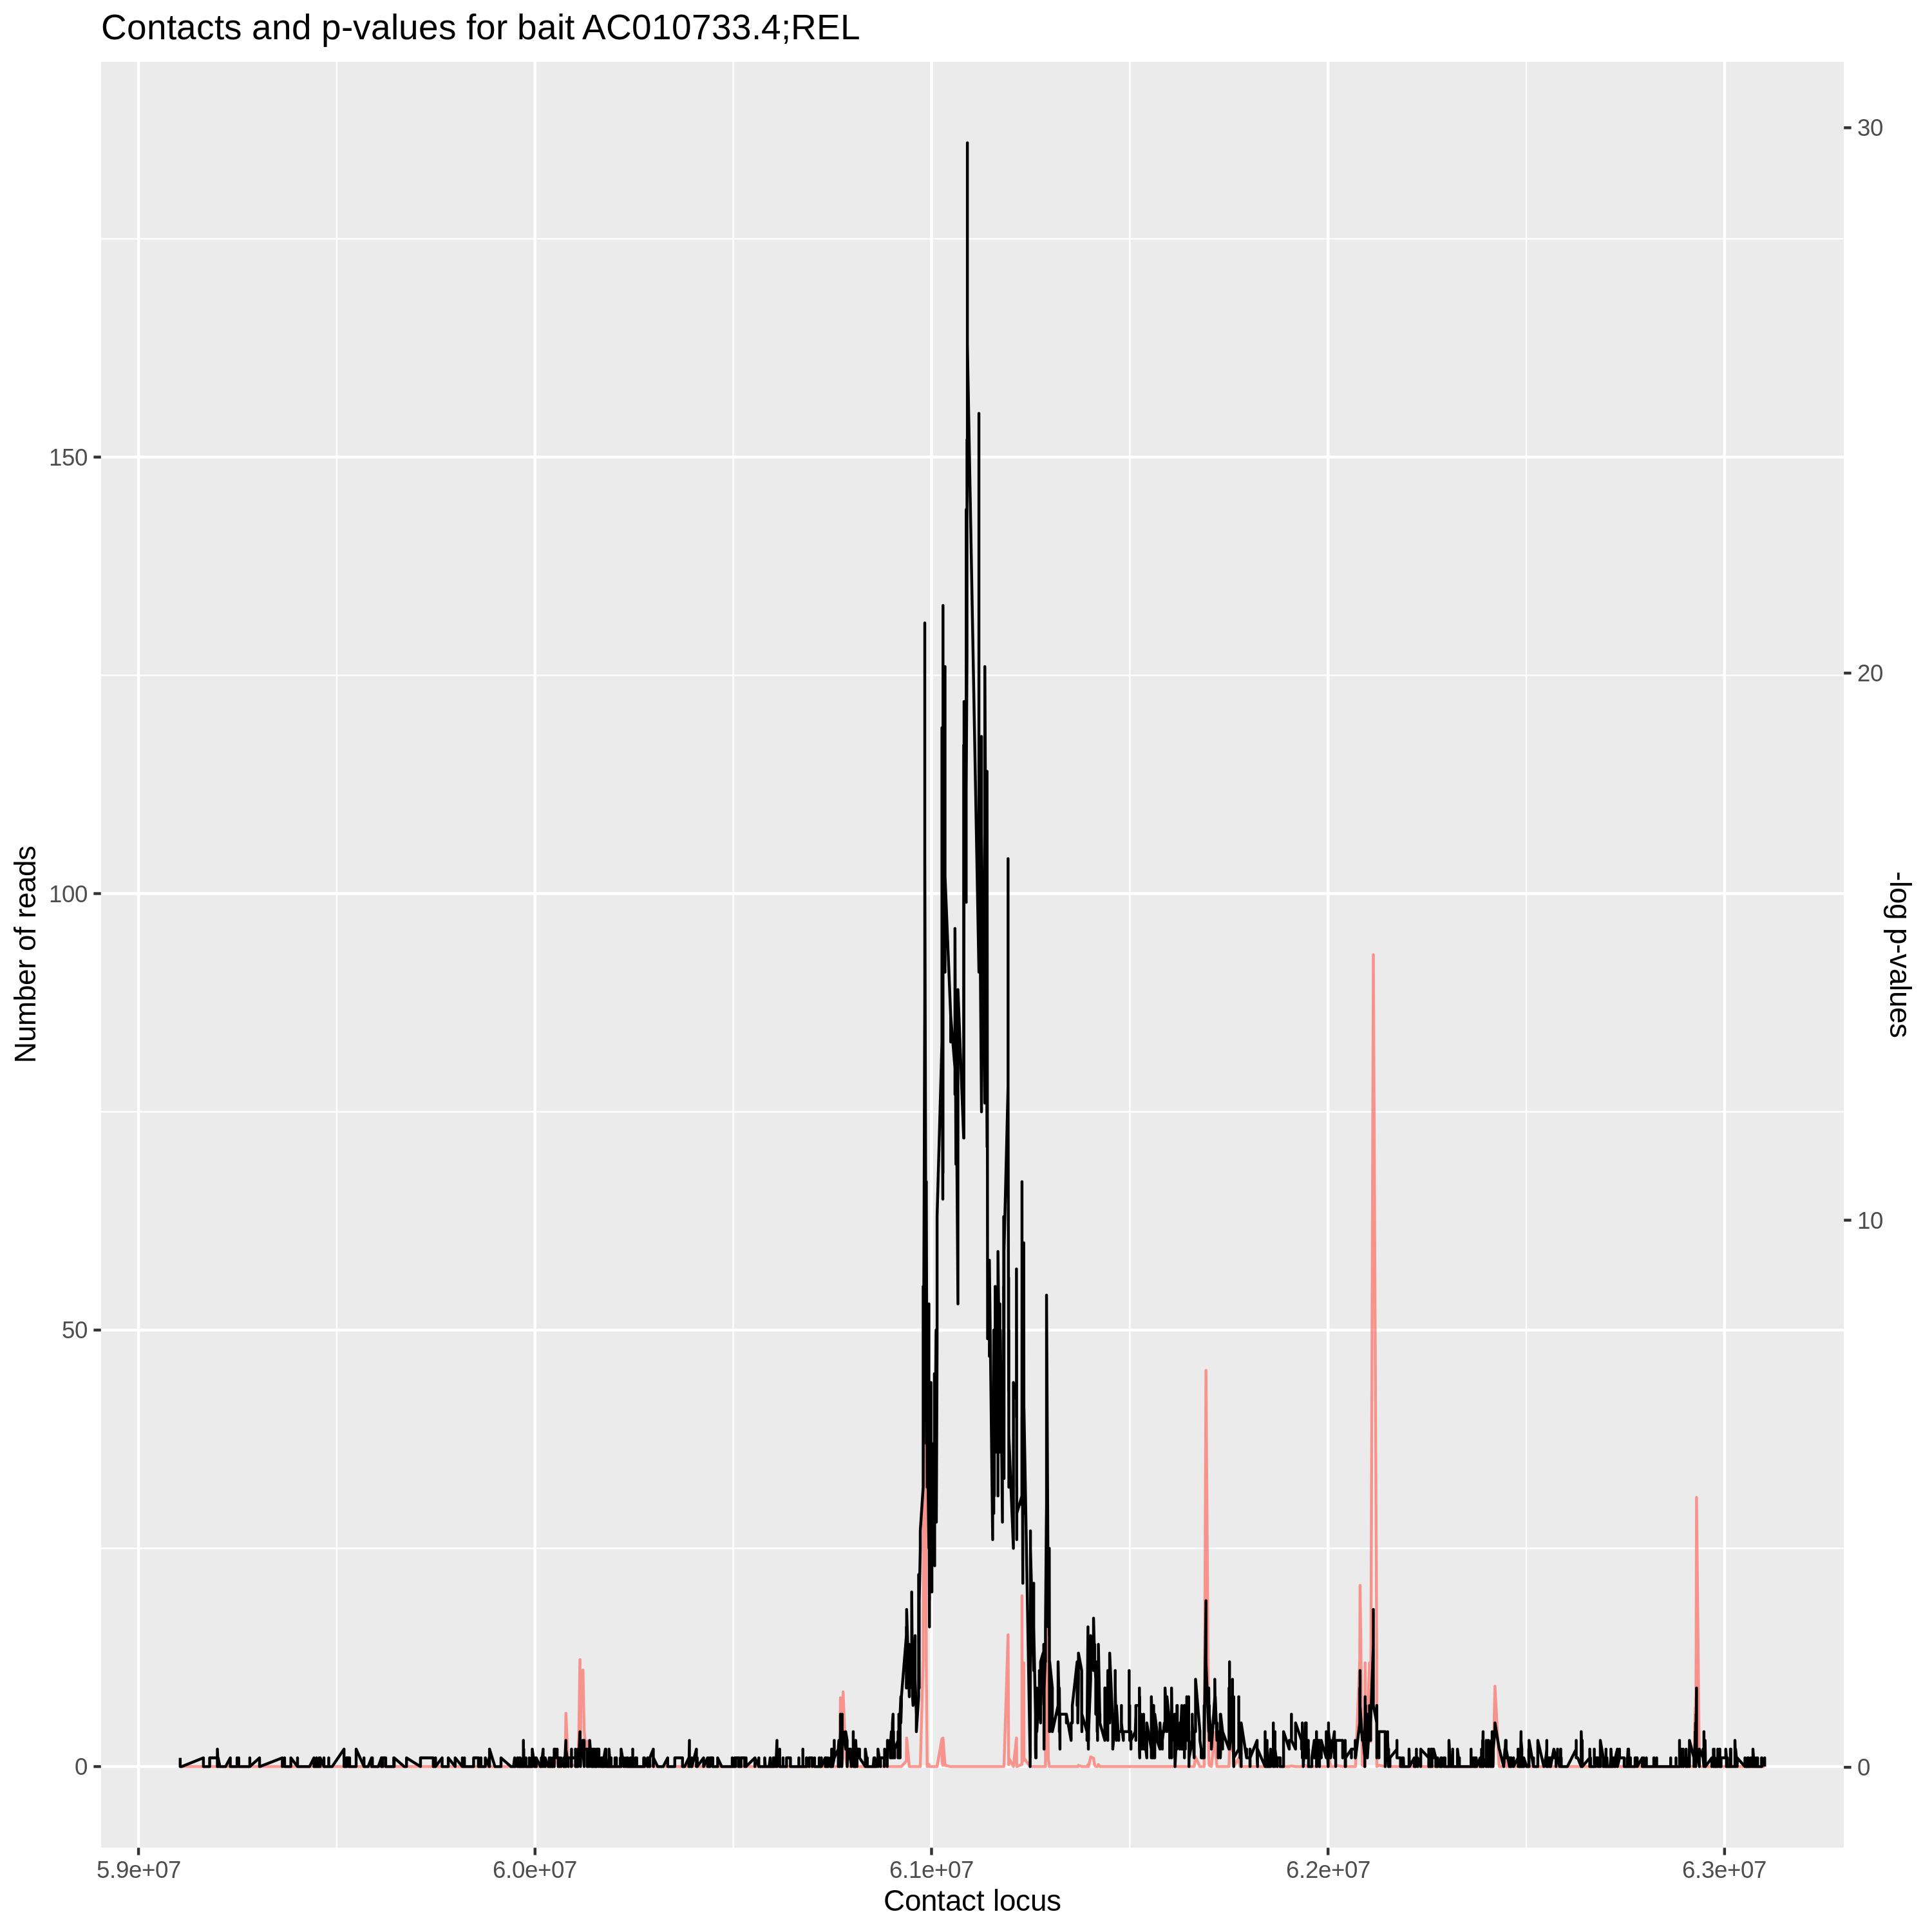 Contacts and p-values for bait AC010733.4;REL
30
150
20
100
Number of reads
-log p-values
10
50
0
0
5.9e+07
6.0e+07
6.1e+07
6.2e+07
6.3e+07
Contact locus